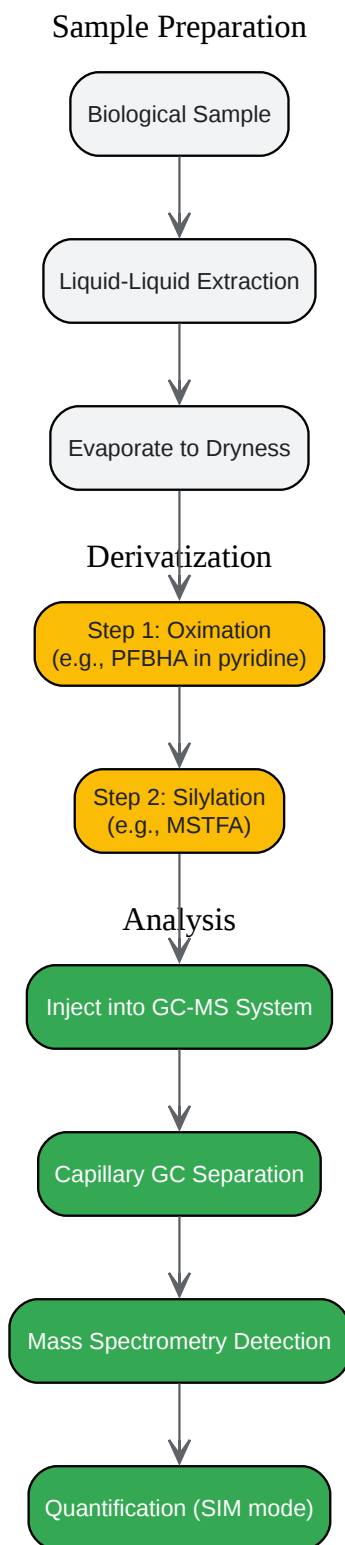 Sample Preparation
Biological Sample
Liquid-Liquid Extraction
Evaporate to Dryness
Derivatization
Step 1: Oximation
(e.g., PFBHA in pyridine)
Step 2: Silylation
(e.g., MSTFA)
Analysis
Inject into GC-MS System
Capillary GC Separation
Mass Spectrometry Detection
Quantification (SIM mode)